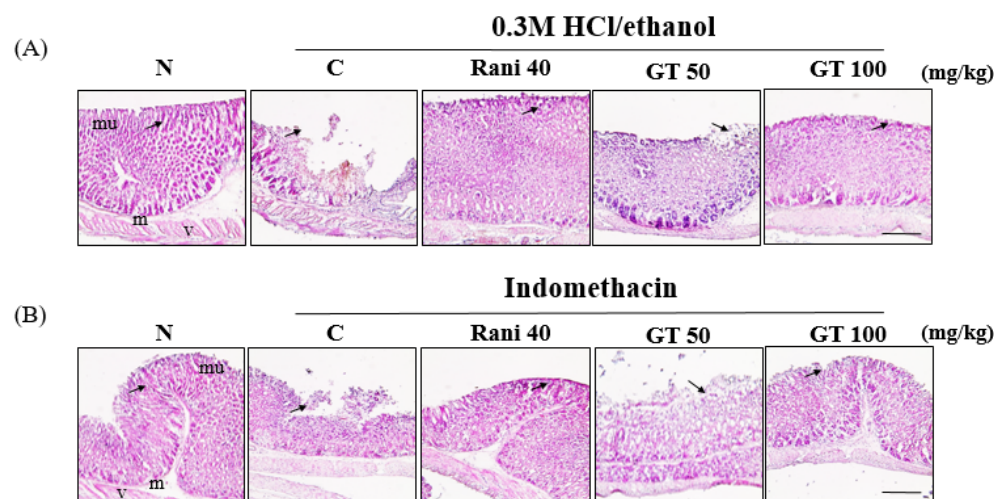 (A)
0.3M HCl/ethanol
N C Rani 40 GT 50 GT 100 (mg/kg)
mu
m
v
(B)
Indomethacin
N C Rani 40 GT 50 GT 100 (mg/kg)
mu
m
v